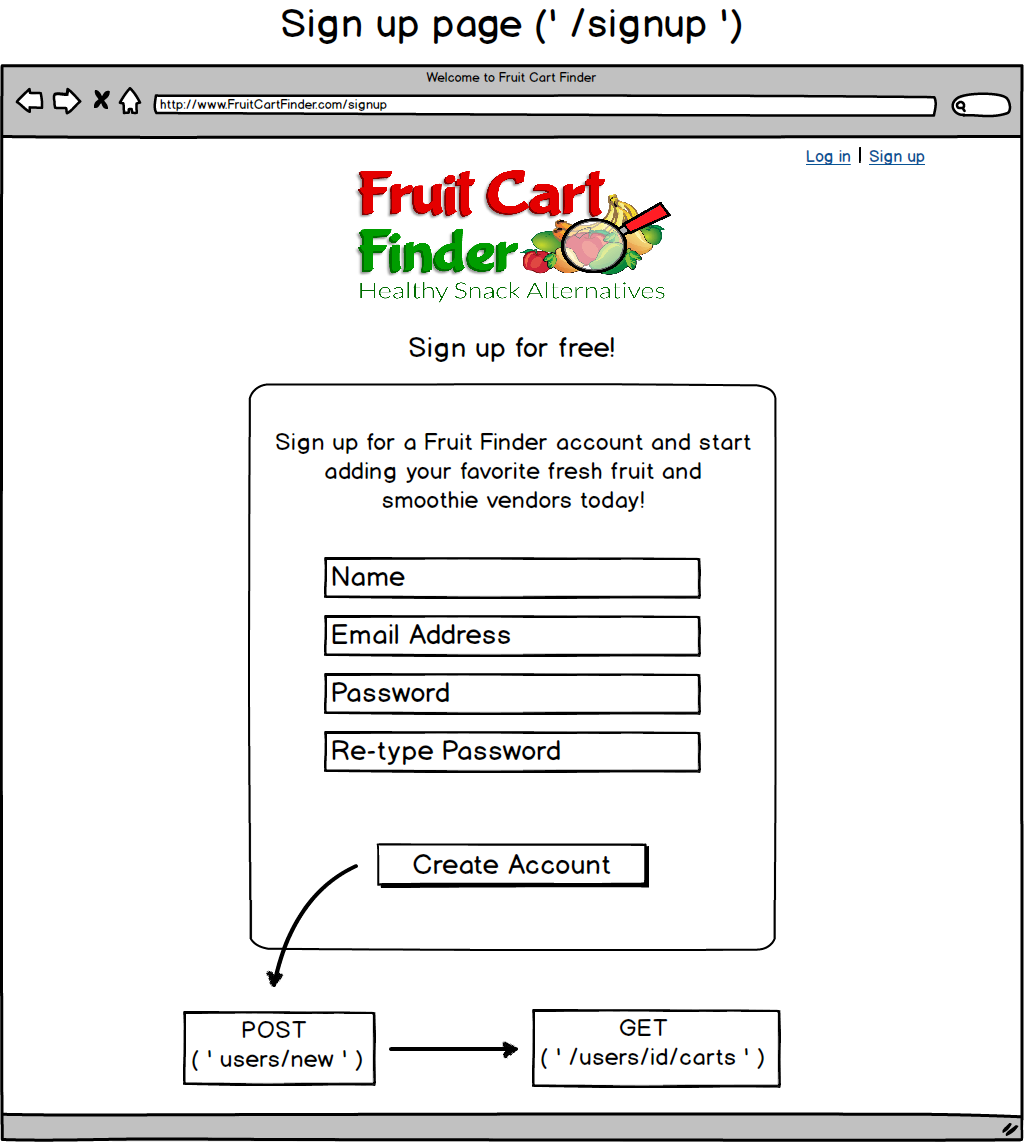 Sign up page (' /signup ')
Welcome to Fruit Cart Finder
http://www.FruitCartFinder.com/signup
Log in | Sign up
Fruit Cart
Finder
Healthy Snack Alternatives
Sign up for free!
Sign up for a Fruit Finder account and start
adding your favorite fresh fruit and
smoothie vendors today!
Name
Email Address
Password
Re-type Password
Create Account
POST
( ' users/new ' )
GET
( ' /users/id/carts ' )